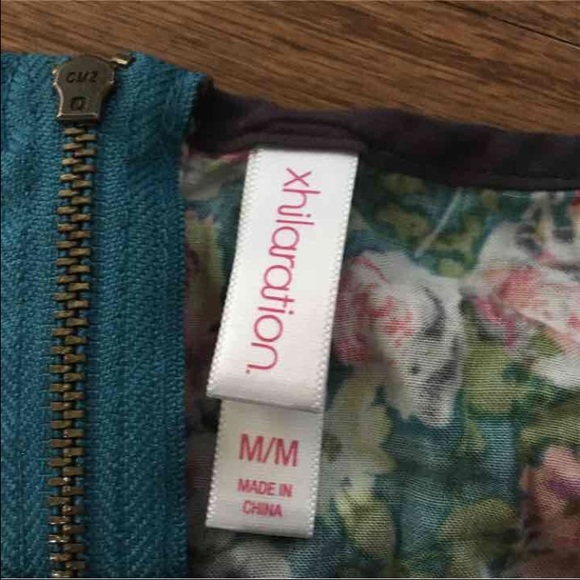 CMZ
xhilaration.
M/M
MADE IN
CHINA